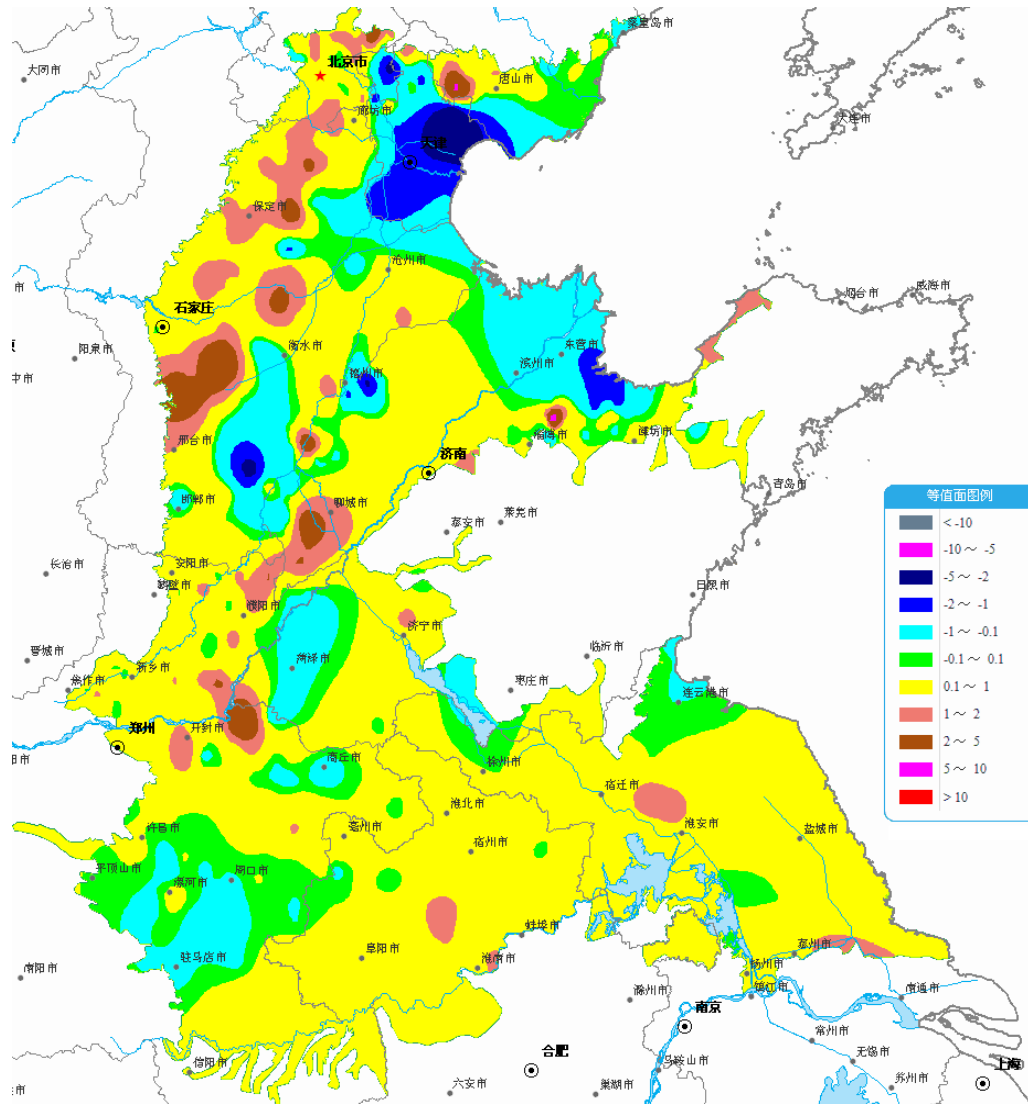 秦皇岛市
大同市
北京市
唐山市
廊坊市
大连市
天津
保定市
沧州市
市
烟台市
威海市
石家庄
东营市
阳泉市
衡水市
滨州市
中市
德州市
邢台市
淄博市
潍坊市
济南
青岛市
等值面图例
< -10
-10～ -5
-5～ -2
-2～ -1
-1～ -0.1
-0.1～ 0.1
0.1～ 1
1～ 2
2～ 5
5～ 10
> 10
邯郸市
聊城市
莱芜市
泰安市
长治市
安阳市
鹤壁市
日照市
濮阳市
济宁市
晋城市
新乡市
临沂市
焦作市
菏泽市
枣庄市
连云港市
郑州
开封市
商丘市
徐州市
宿迁市
淮北市
许昌市
亳州市
淮安市
盐城市
宿州市
平顶山市
周口市
漯河市
蚌埠市
驻马店市
阜阳市
淮南市
泰州市
南阳市
扬州市
滁州市
镇江市
南通市
南京
常州市
合肥
信阳市
马鞍山市
无锡市
上海
六安市
巢湖市
苏州市